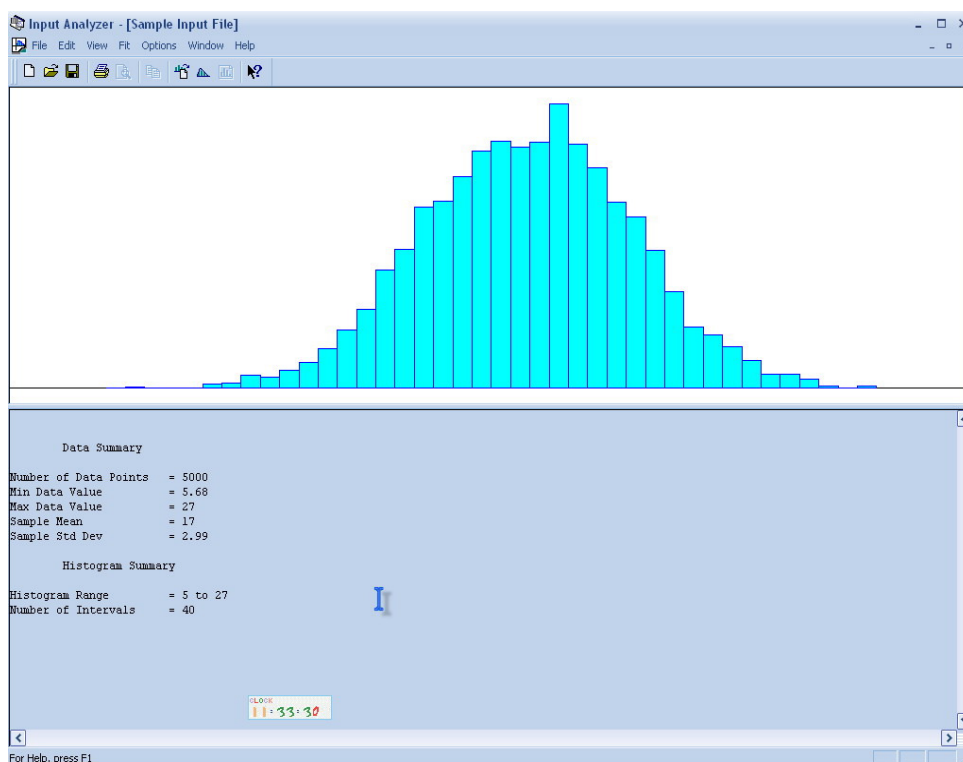 Input Analyzer - [Sample Input File]
File Edit View Fit Options Window Help
Data Summary
Number of Data Points = 5000
Min Data Value = 5.68
Max Data Value = 27
Sample Mean = 17
Sample Std Dev = 2.99
Histogram Summary
Histogram Range = 5 to 27
Number of Intervals = 40
CLOCK
11:33:30
For Help, press F1